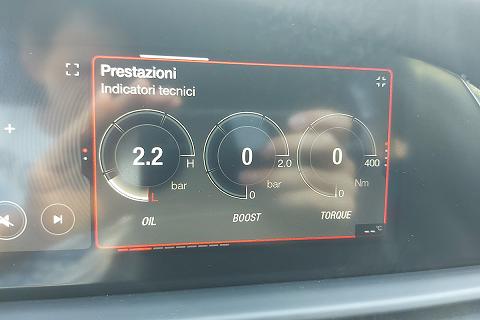 Prestazioni
Indicatori tecnici
2.2
H
L
bar
OIL
0
2.0
0
bar
BOOST
0
400
0
Nm
TORQUE
-- °C